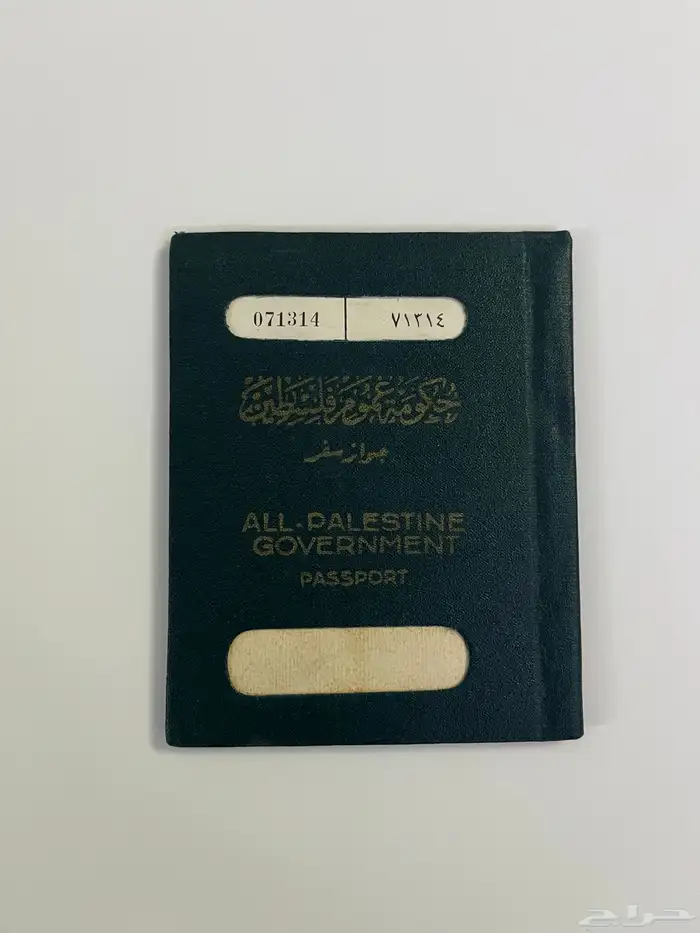 071314 ٧١٣١٤
حكومة عموم فلسطين
جواز سفر
ALL-PALESTINE
GOVERNMENT
PASSPORT
حراج